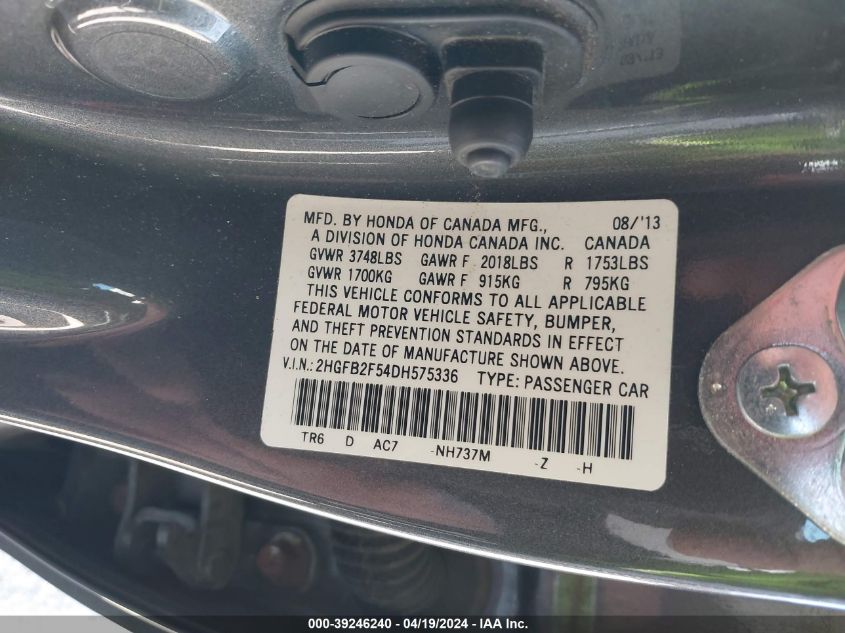 MFD. BY HONDA OF CANADA MFG., 08/'13
A DIVISION OF HONDA CANADA INC. CANADA
GVWR 3748LBS GAWR F 2018LBS R 1753LBS
GVWR 1700KG GAWR F 915KG R 795KG
THIS VEHICLE CONFORMS TO ALL APPLICABLE
FEDERAL MOTOR VEHICLE SAFETY, BUMPER,
AND THEFT PREVENTION STANDARDS IN EFFECT
ON THE DATE OF MANUFACTURE SHOWN ABOVE.
V.I.N.: 2HGFB2F54DH575336 TYPE: PASSENGER CAR
TR6 D AC7 -NH737M -Z -H
000-39246240 - 04/19/2024 - IAA Inc.